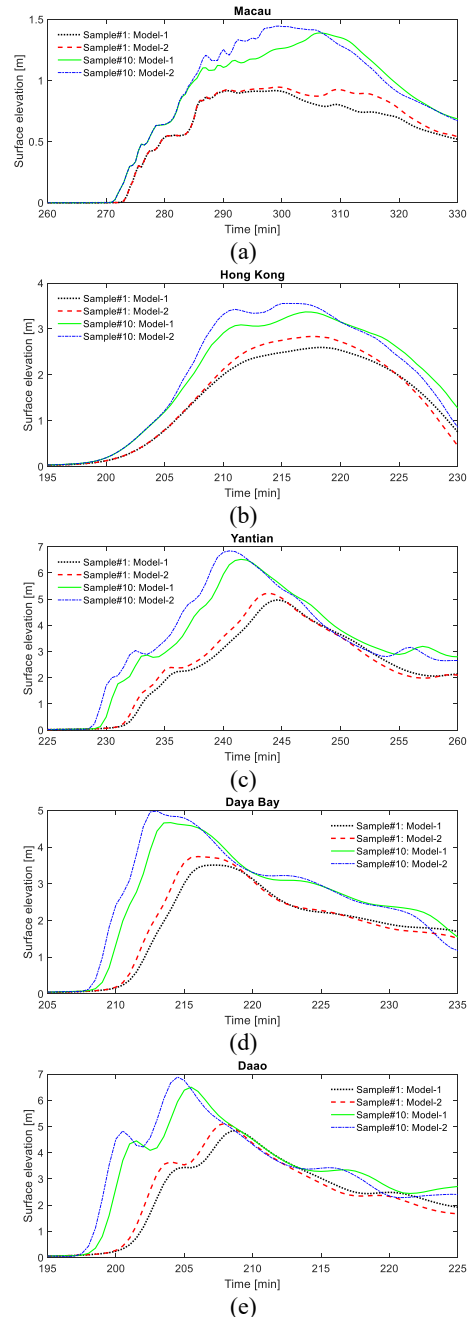 Macau
Surface elevation [m]
1.5
1
0.5
0
Sample#1: Model-1
Sample#1: Model-2
Sample#10: Model-1
Sample#10: Model-2
260 270 280 290 300 310 320 330
Time [min]
(a)
Hong Kong
Surface elevation [m]
4
3
2
1
0
Sample#1: Model-1
Sample#1: Model-2
Sample#10: Model-1
Sample#10: Model-2
195 200 205 210 215 220 225 230
Time [min]
(b)
Yantian
Surface elevation [m]
7
6
5
4
3
2
1
0
Sample#1: Model-1
Sample#1: Model-2
Sample#10: Model-1
Sample#10: Model-2
225 230 235 240 245 250 255 260
Time [min]
(c)
Daya Bay
Surface elevation [m]
5
4
3
2
1
0
Sample#1: Model-1
Sample#1: Model-2
Sample#10: Model-1
Sample#10: Model-2
205 210 215 220 225 230 235
Time [min]
(d)
Daao
Surface elevation [m]
7
6
5
4
3
2
1
0
Sample#1: Model-1
Sample#1: Model-2
Sample#10: Model-1
Sample#10: Model-2
195 200 205 210 215 220 225
Time [min]
(e)